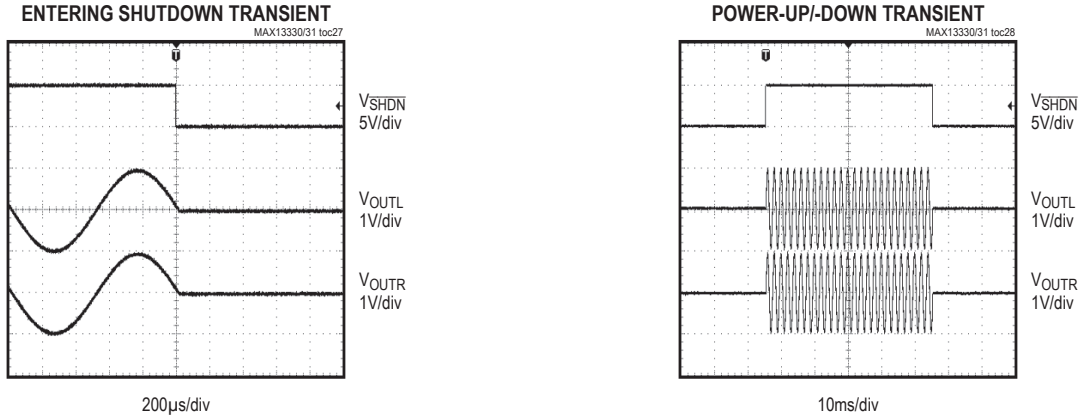 ENTERING SHUTDOWN TRANSIENT
MAX13330/31 toc27
T
VSHDN
5V/div
VOUTL
1V/div
VOUTR
1V/div
200µs/div
POWER-UP/-DOWN TRANSIENT
MAX13330/31 toc28
T
VSHDN
5V/div
VOUTL
1V/div
VOUTR
1V/div
10ms/div